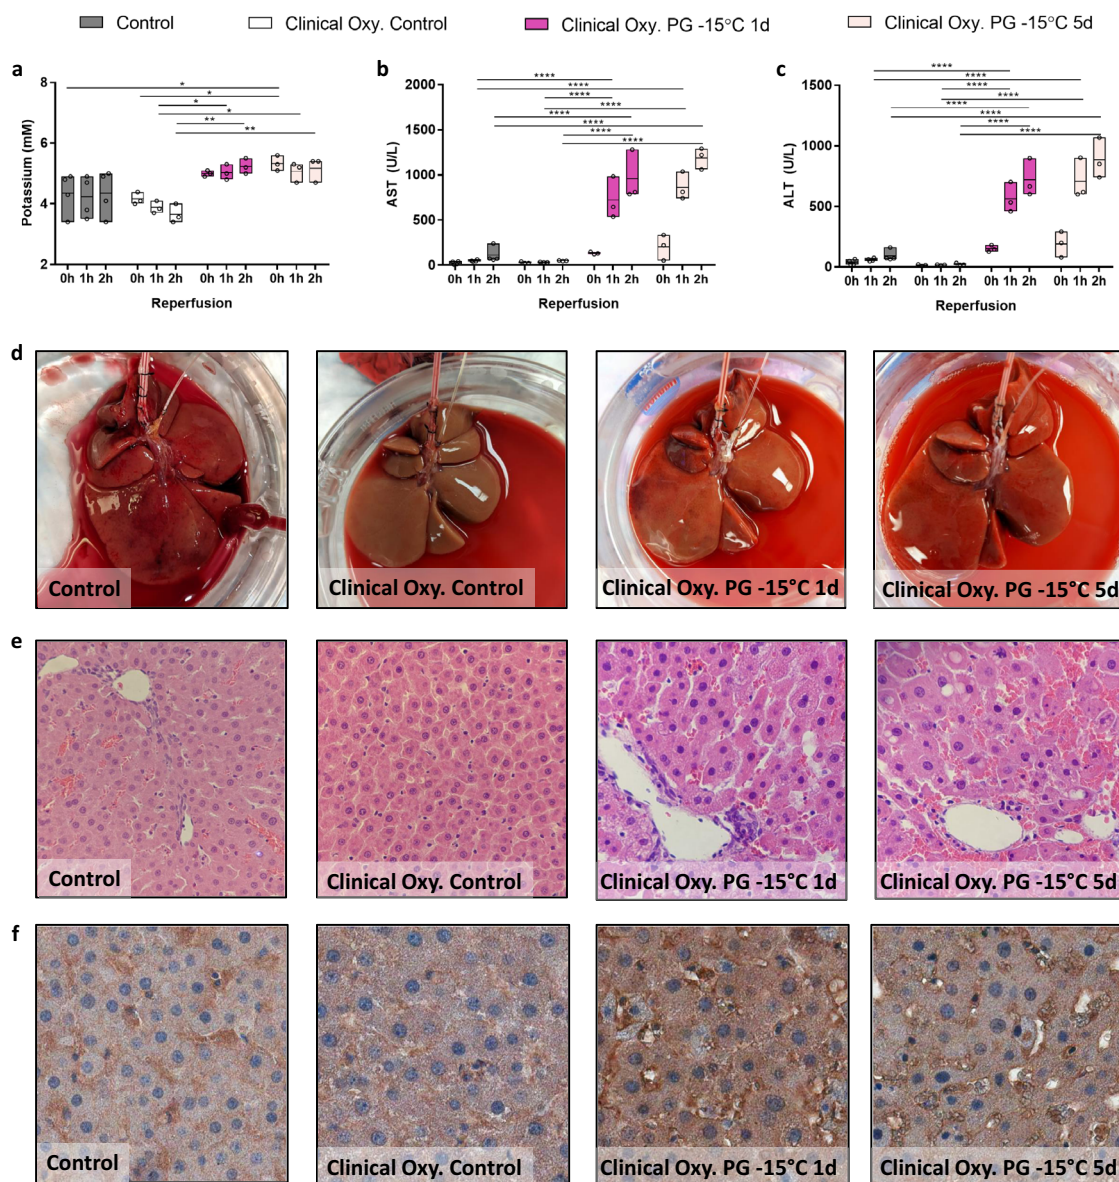 Control
Clinical Oxy. Control
Clinical Oxy. PG -15°C 1d
Clinical Oxy. PG -15°C 5d
a
Potassium (mM)
8
6
4
2
*
*
*
*
**
**
0h 1h 2h
0h 1h 2h
0h 1h 2h
0h 1h 2h
Reperfusion
b
AST (U/L)
2000
1500
1000
500
0
****
****
****
****
****
****
****
****
0h 1h 2h
0h 1h 2h
0h 1h 2h
0h 1h 2h
Reperfusion
c
ALT (U/L)
1500
1000
500
0
****
****
****
****
****
****
****
****
0h 1h 2h
0h 1h 2h
0h 1h 2h
0h 1h 2h
Reperfusion
d
Control
Clinical Oxy. Control
Clinical Oxy. PG -15°C 1d
Clinical Oxy. PG -15°C 5d
e
Control
Clinical Oxy. Control
Clinical Oxy. PG -15°C 1d
Clinical Oxy. PG -15°C 5d
f
Control
Clinical Oxy. Control
Clinical Oxy. PG -15°C 1d
Clinical Oxy. PG -15°C 5d